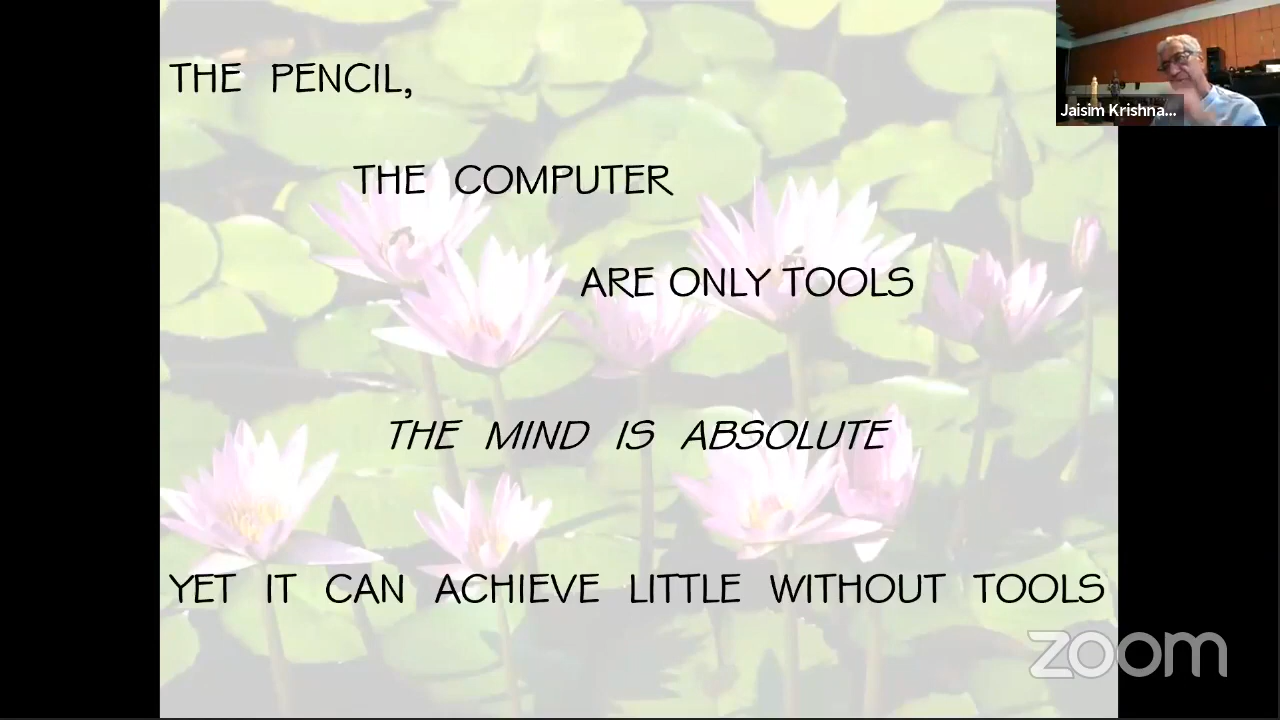 THE PENCIL,
THE COMPUTER
ARE ONLY TOOLS
THE MIND IS ABSOLUTE
YET IT CAN ACHIEVE LITTLE WITHOUT TOOLS
Jaisim Krishna...
zoom